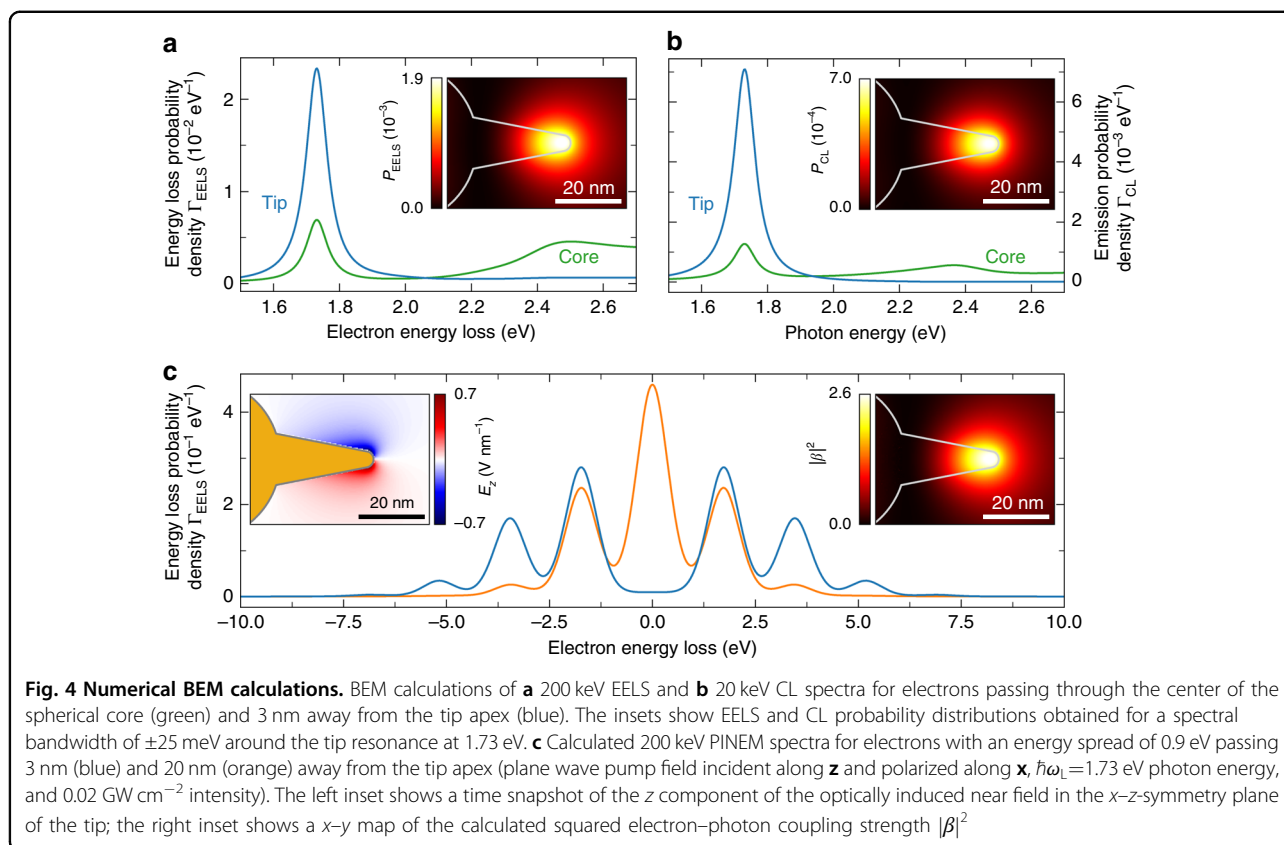 a
Energy loss probability
density Γ_EELS (10⁻² eV⁻¹)
2
1
0
1.6 1.8 2.0 2.2 2.4 2.6
Electron energy loss (eV)
Tip
Core
1.9
P_EELS (10⁻³)
0.0
20 nm
b
7.0
P_CL (10⁻⁴)
0.0
20 nm
Tip
Core
6
5
4
3
2
1
0
Emission probability
density Γ_CL (10⁻³ eV⁻¹)
1.6 1.8 2.0 2.2 2.4 2.6
Photon energy (eV)
c
Energy loss probability
density Γ_EELS (10⁻¹ eV⁻¹)
4
2
0
20 nm
0.7
E_z (V nm⁻¹)
−0.7
2.6
|β|²
0.0
20 nm
−10.0 −7.5 −5.0 −2.5 0.0 2.5 5.0 7.5 10.0
Electron energy loss (eV)
Fig. 4 Numerical BEM calculations. BEM calculations of a 200 keV EELS and b 20 keV CL spectra for electrons passing through the center of the
spherical core (green) and 3 nm away from the tip apex (blue). The insets show EELS and CL probability distributions obtained for a spectral
bandwidth of ±25 meV around the tip resonance at 1.73 eV. c Calculated 200 keV PINEM spectra for electrons with an energy spread of 0.9 eV passing
3 nm (blue) and 20 nm (orange) away from the tip apex (plane wave pump field incident along z and polarized along x, ℏω_L=1.73 eV photon energy,
and 0.02 GW cm⁻² intensity). The left inset shows a time snapshot of the z component of the optically induced near field in the x–z-symmetry plane
of the tip; the right inset shows a x–y map of the calculated squared electron–photon coupling strength |β|²